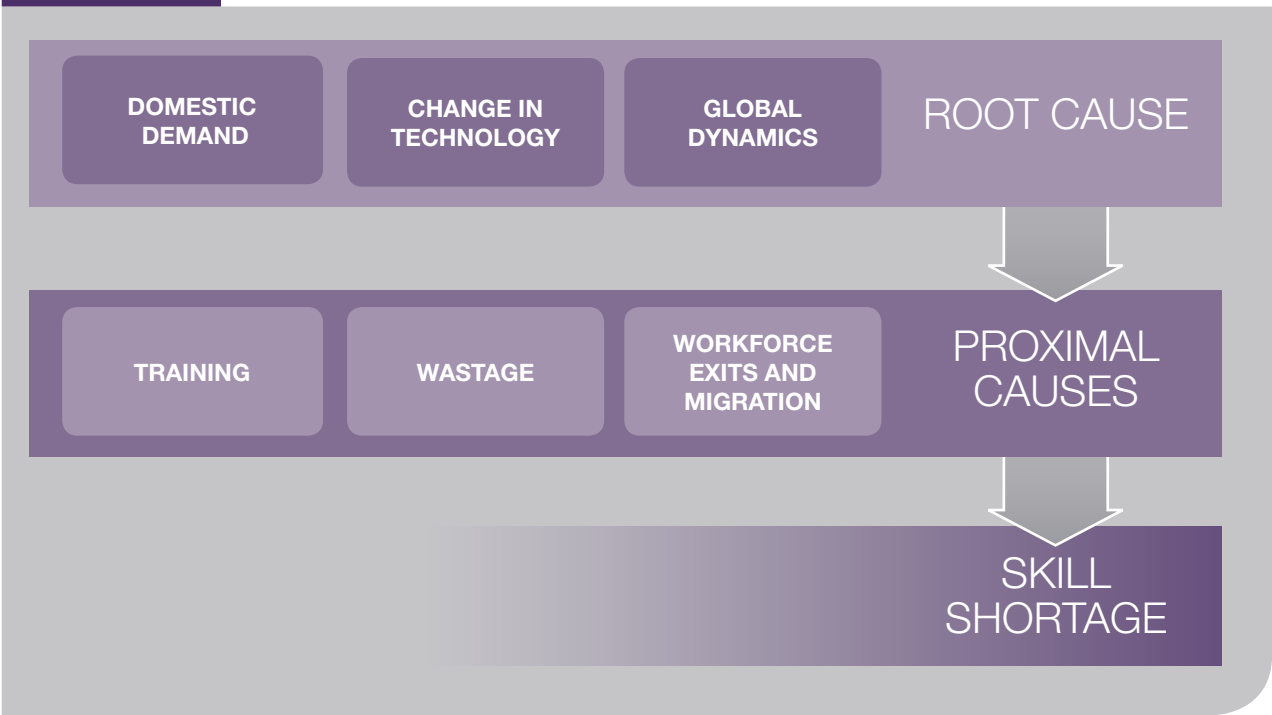 DOMESTIC
DEMAND
CHANGE IN
TECHNOLOGY
GLOBAL
DYNAMICS
ROOT CAUSE
TRAINING
WASTAGE
WORKFORCE
EXITS AND
MIGRATION
PROXIMAL
CAUSES
SKILL
SHORTAGE